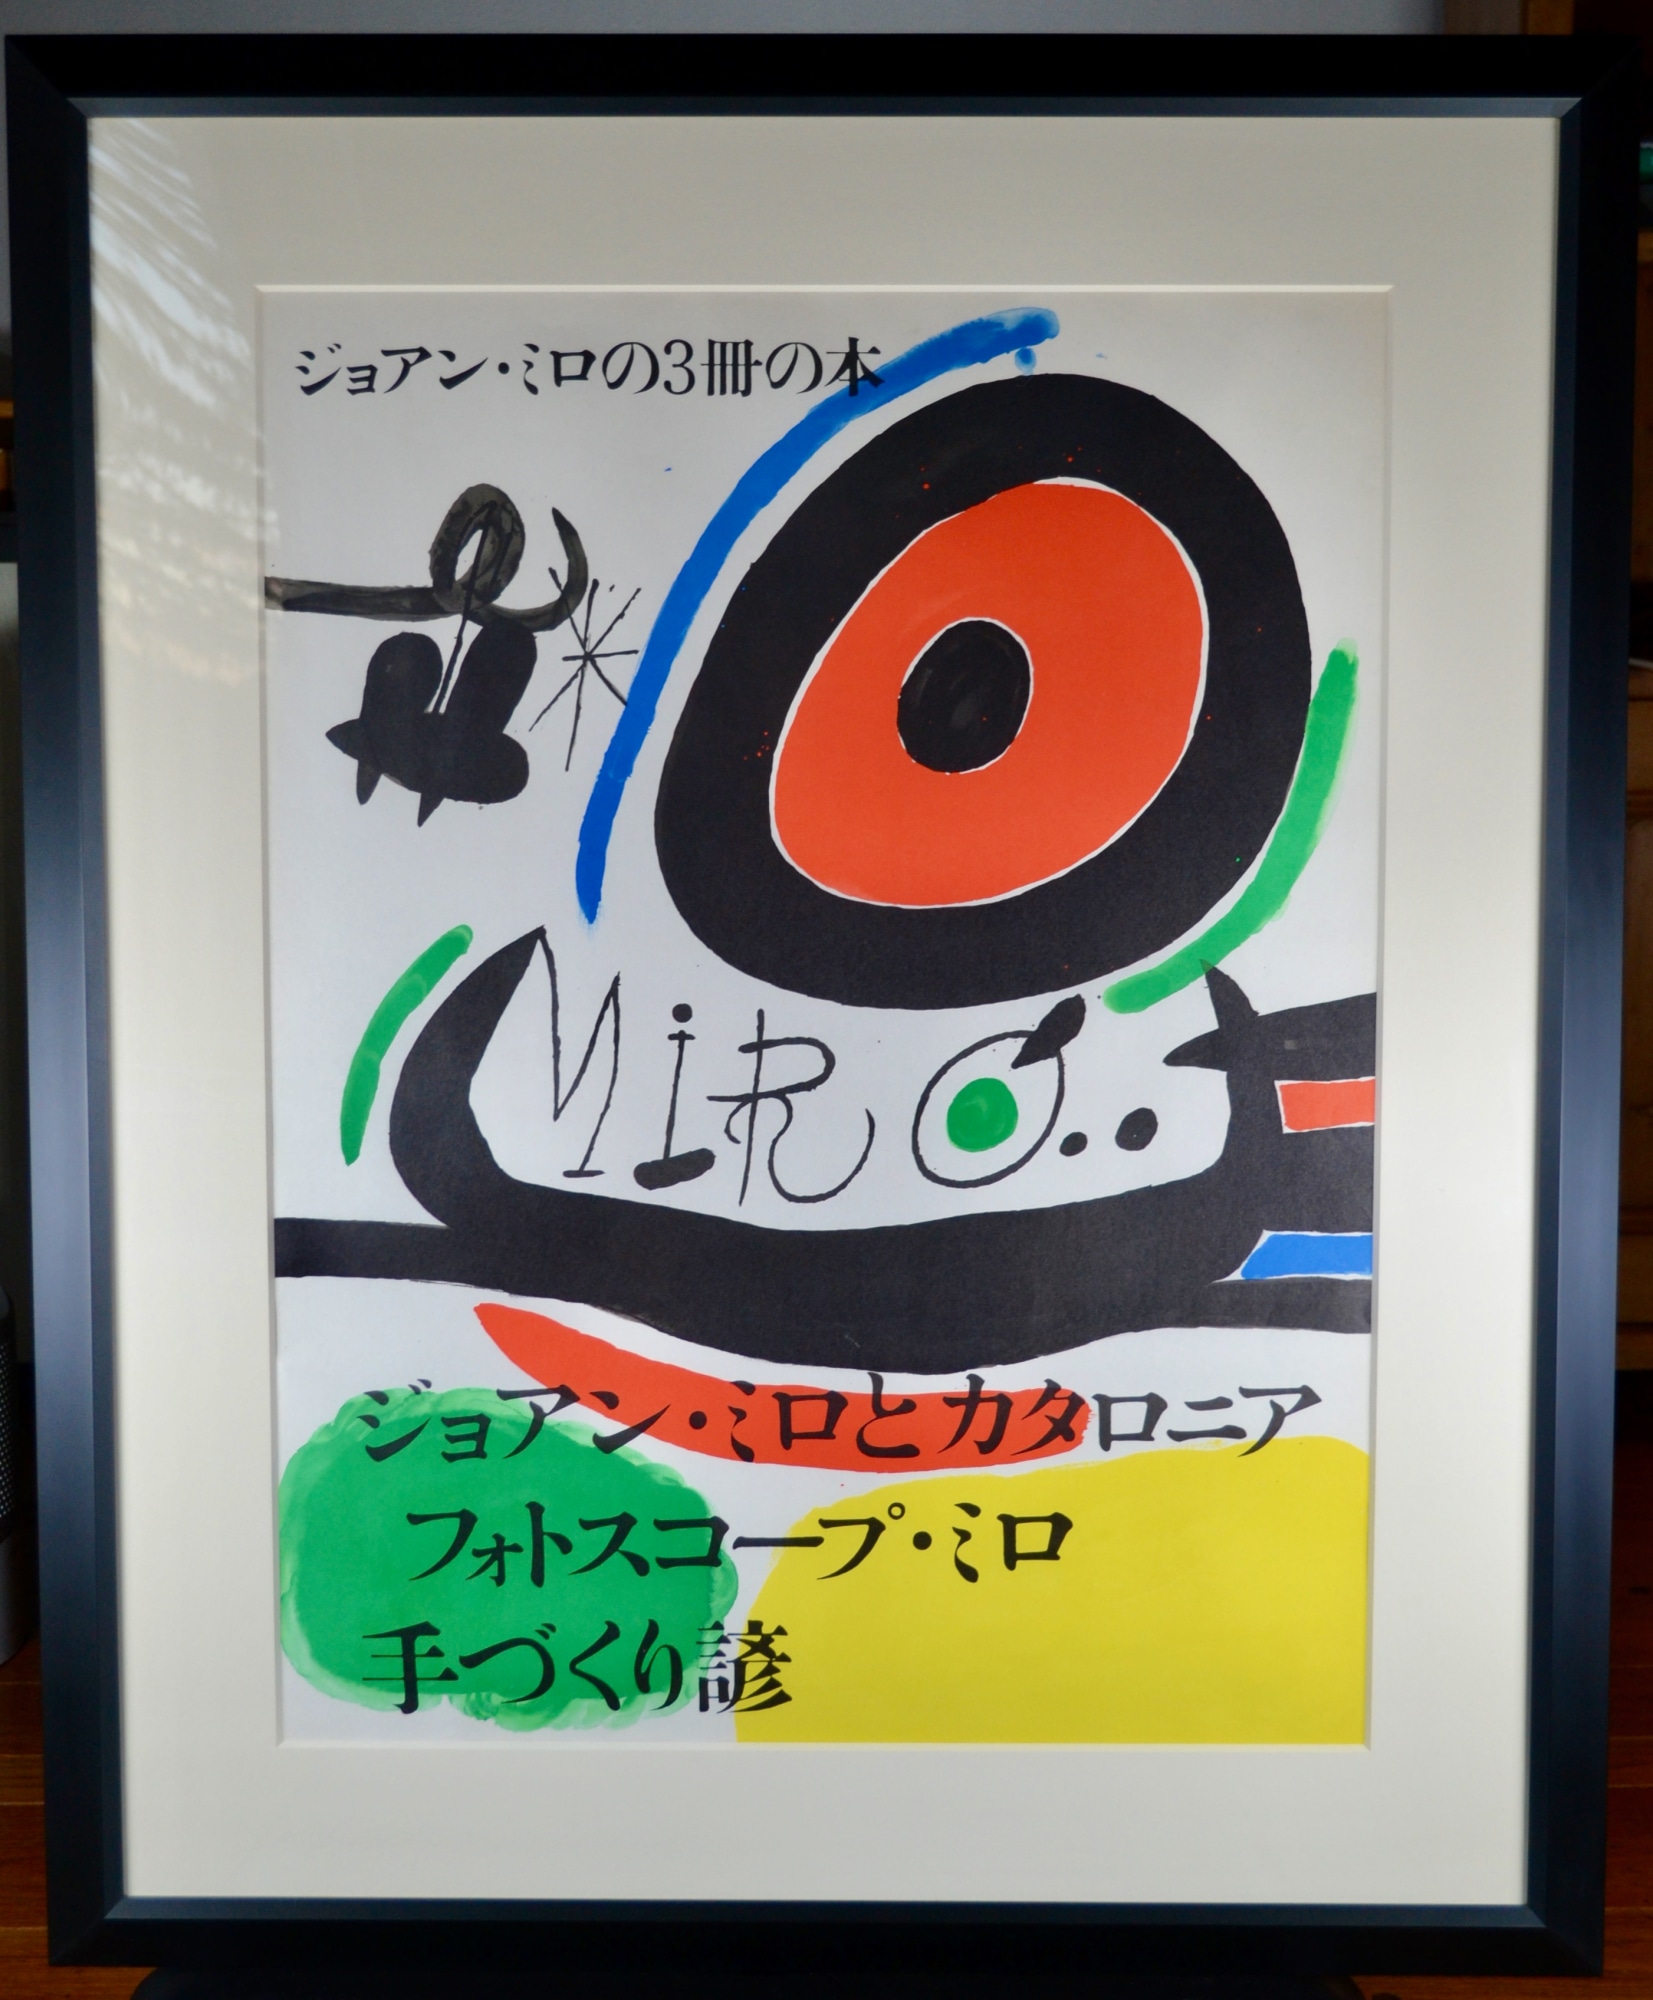 ジョアン・ミロの3冊の本
MiRÓ..
ジョアン・ミロとカタロニア
フォトスコープ・ミロ
手づくり諺